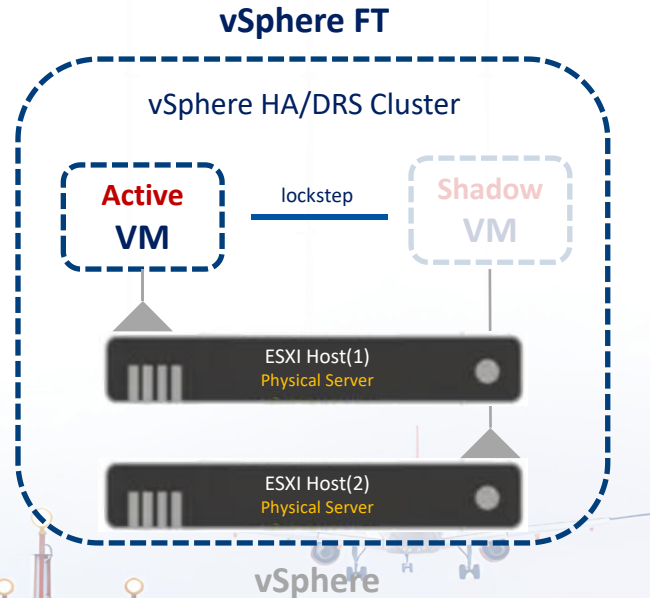 vSphere FT
vSphere HA/DRS Cluster
Active
VM
lockstep
Shadow
VM
ESXI Host(1)
Physical Server
ESXI Host(2)
Physical Server
vSphere